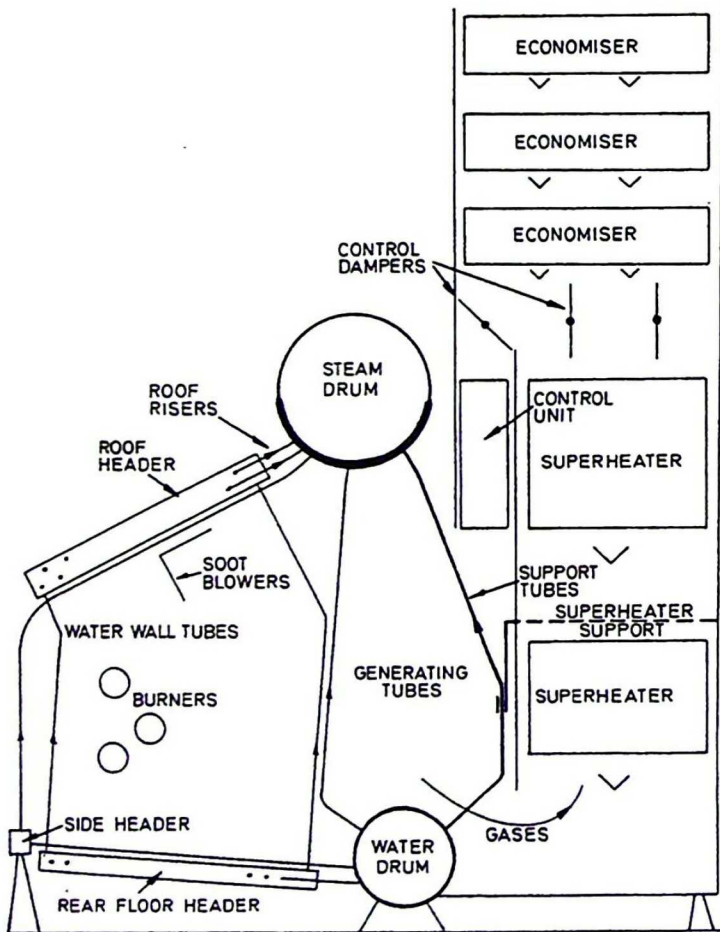 ECONOMISER
ECONOMISER
ECONOMISER
CONTROL
DAMPERS
STEAM
DRUM
ROOF
RISERS
CONTROL
UNIT
ROOF
HEADER
SUPERHEATER
SOOT
BLOWERS
SUPPORT
TUBES
SUPERHEATER
SUPPORT
WATER WALL TUBES
GENERATING
TUBES
SUPERHEATER
BURNERS
SIDE HEADER
GASES
WATER
DRUM
REAR FLOOR HEADER